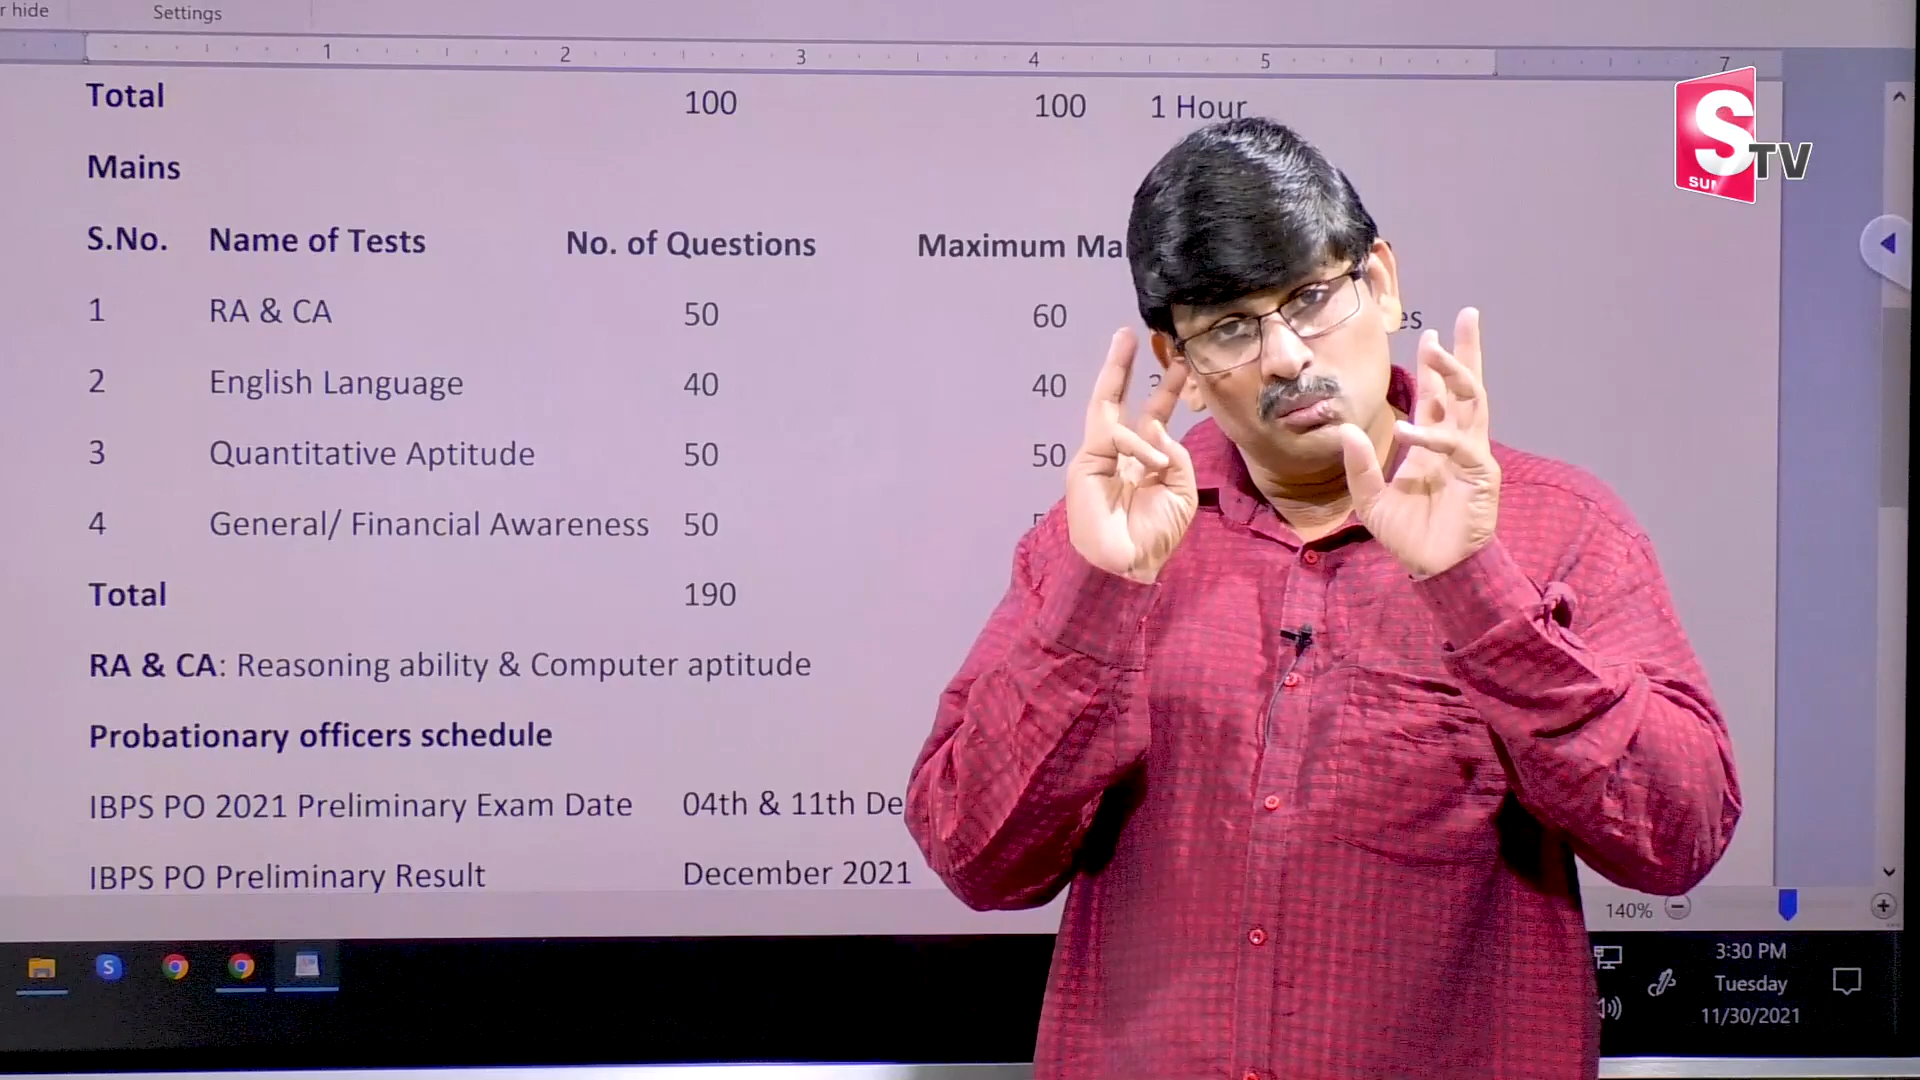 r hide
Settings
1 2 3 4 5 7
Total 100 100 1 Hour
Mains
S.No. Name of Tests No. of Questions Maximum Ma
1 RA & CA 50 60 es
2 English Language 40 40 3
3 Quantitative Aptitude 50 50
4 General/ Financial Awareness 50
Total 190
RA & CA: Reasoning ability & Computer aptitude
Probationary officers schedule
IBPS PO 2021 Preliminary Exam Date 04th & 11th De
IBPS PO Preliminary Result December 2021
140%
3:30 PM
Tuesday
11/30/2021
S TV
SUM